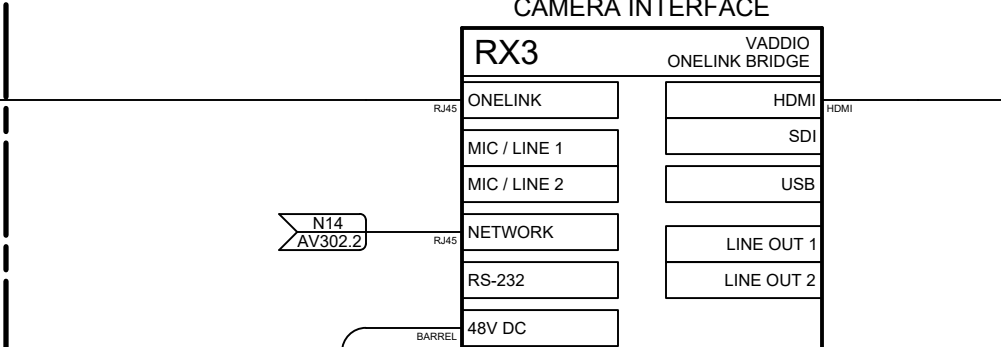 CAMERA INTERFACE
RX3
VADDIO
ONELINK BRIDGE
RJ45 ONELINK
HDMI HDMI
MIC / LINE 1
SDI
MIC / LINE 2
USB
N14
AV302.2
RJ45 NETWORK
LINE OUT 1
RS-232
LINE OUT 2
BARREL 48V DC